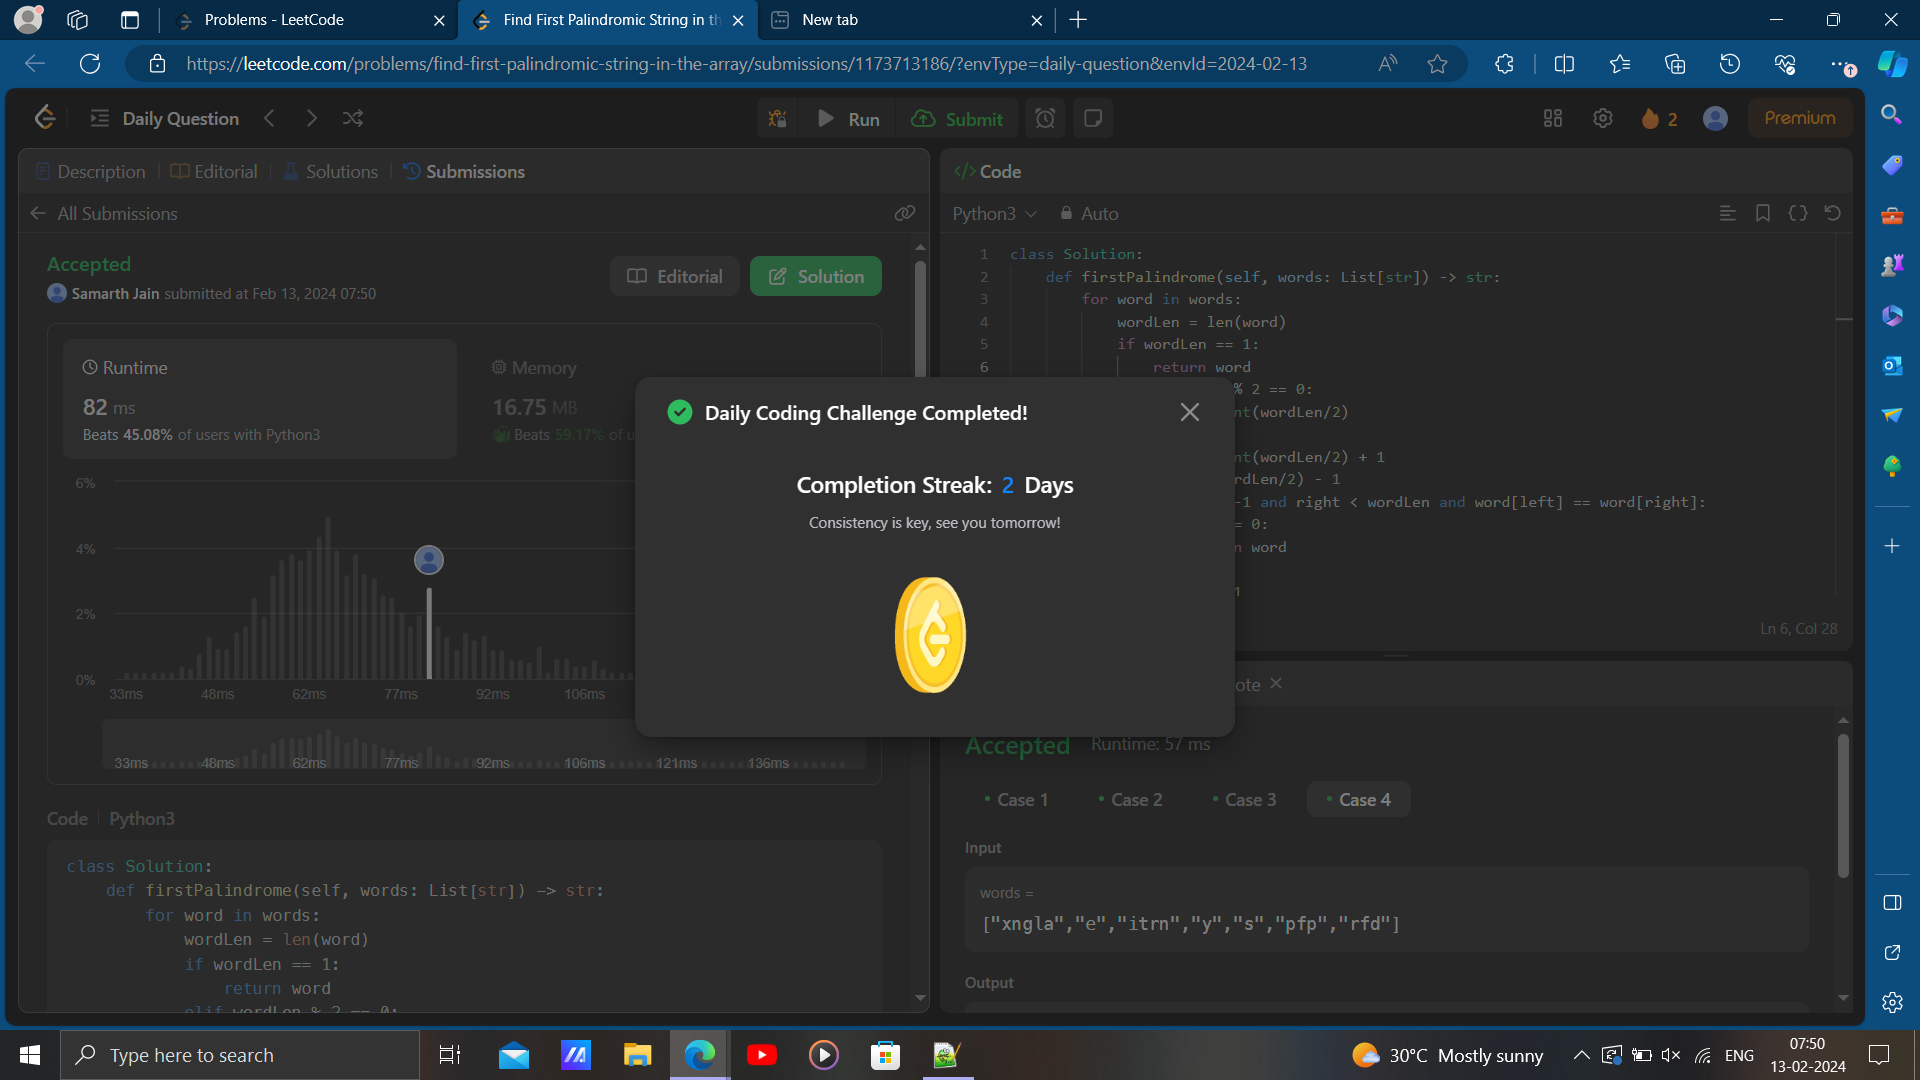 Problems - LeetCode
Find First Palindromic String in th
New tab
https://leetcode.com/problems/find-first-palindromic-string-in-the-array/submissions/1173713186/?envType=daily-question&envId=2024-02-13
Daily Question
Run
Submit
2
Premium
Description
Editorial
Solutions
Submissions
All Submissions
Accepted
Samarth Jain submitted at Feb 13, 2024 07:50
Editorial
Solution
Runtime
82 ms
Beats 45.08% of users with Python3
Memory
16.75 MB
Beats 59.17% of u
6%
4%
2%
0%
33ms 48ms 62ms 77ms 92ms 106ms
33ms 48ms 62ms 77ms 92ms 106ms 121ms 136ms
Code Python3
class Solution:
def firstPalindrome(self, words: List[str]) -> str:
for word in words:
wordLen = len(word)
if wordLen == 1:
return word
elif wordLen % 2 == 0:
Daily Coding Challenge Completed!
Completion Streak: 2 Days
Consistency is key, see you tomorrow!
</> Code
Python3
Auto
1 class Solution:
2 def firstPalindrome(self, words: List[str]) -> str:
3 for word in words:
4 wordLen = len(word)
5 if wordLen == 1:
6 return word
% 2 == 0:
nt(wordLen/2)
nt(wordLen/2) + 1
rdLen/2) - 1
-1 and right < wordLen and word[left] == word[right]:
= 0:
n word
1
Ln 6, Col 28
ote
Accepted Runtime: 57 ms
Case 1 Case 2 Case 3 Case 4
Input
words =
["xngla","e","itrn","y","s","pfp","rfd"]
Output
Type here to search
30°C Mostly sunny
ENG
07:50
13-02-2024